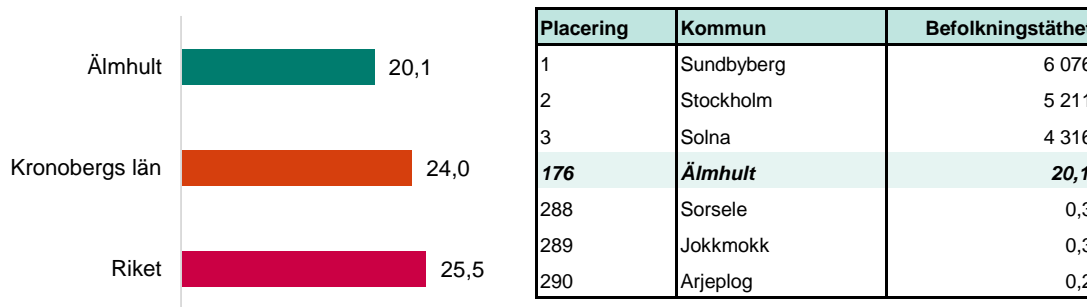 Älmhult 20,1
Kronobergs län 24,0
Riket 25,5
Placering Kommun Befolkningstäthet
1 Sundbyberg 6 076
2 Stockholm 5 211
3 Solna 4 316
176 Älmhult 20,1
288 Sorsele 0,3
289 Jokkmokk 0,3
290 Arjeplog 0,2